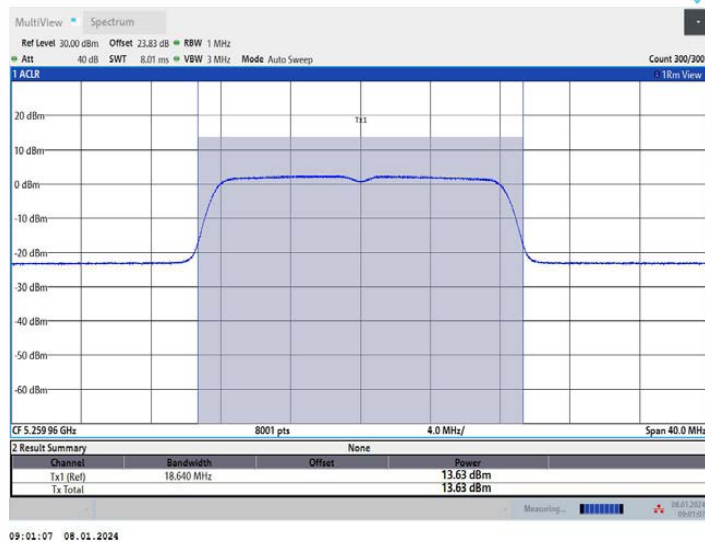 MultiView Spectrum
Ref Level 30.00 dBm Offset 23.83 dB RBW 1 MHz
Att 40 dB SWT 8.01 ms VBW 3 MHz Mode Auto Sweep Count 300/300
1 ACLR 1Rm View
Tx1
20 dBm
10 dBm
0 dBm
-10 dBm
-20 dBm
-30 dBm
-40 dBm
-50 dBm
-60 dBm
CF 5.25996 GHz 8001 pts 4.0 MHz/ Span 40.0 MHz
2 Result Summary None
Channel Bandwidth Offset Power
Tx1 (Ref) 18.640 MHz 13.63 dBm
Tx Total 13.63 dBm
Measuring... 08.01.2024
09:01:07
09:01:07 08.01.2024